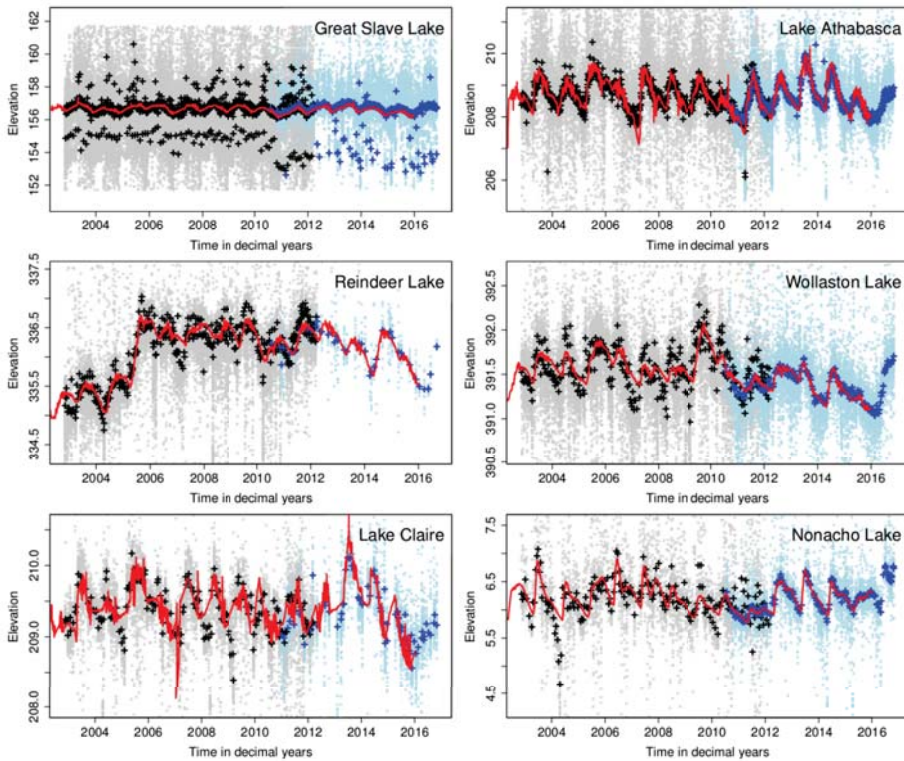 Great Slave Lake
Elevation
152 154 156 158 160 162
2004 2006 2008 2010 2012 2014 2016
Time in decimal years
Lake Athabasca
Elevation
206 208 210
2004 2006 2008 2010 2012 2014 2016
Time in decimal years
Reindeer Lake
Elevation
334.5 335.5 336.5 337.5
2004 2006 2008 2010 2012 2014 2016
Time in decimal years
Wollaston Lake
Elevation
390.5 391.0 391.5 392.0 392.5
2004 2006 2008 2010 2012 2014 2016
Time in decimal years
Lake Claire
Elevation
208.0 209.0 210.0
2004 2006 2008 2010 2012 2014 2016
Time in decimal years
Nonacho Lake
Elevation
4.5 5.5 6.5 7.5
2004 2006 2008 2010 2012 2014 2016
Time in decimal years